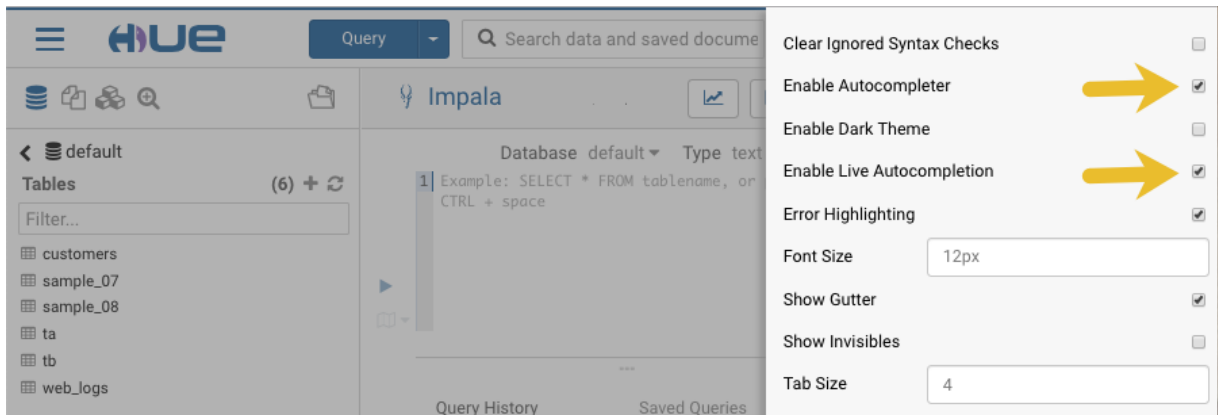 HUE
Query
Search data and saved docume
Impala
default
Tables (6)
Filter...
customers
sample_07
sample_08
ta
tb
web_logs
Database default Type text
1 Example: SELECT * FROM tablename, or
CTRL + space
Query History Saved Queries
Clear Ignored Syntax Checks
Enable Autocompleter
Enable Dark Theme
Enable Live Autocompletion
Error Highlighting
Font Size 12px
Show Gutter
Show Invisibles
Tab Size 4